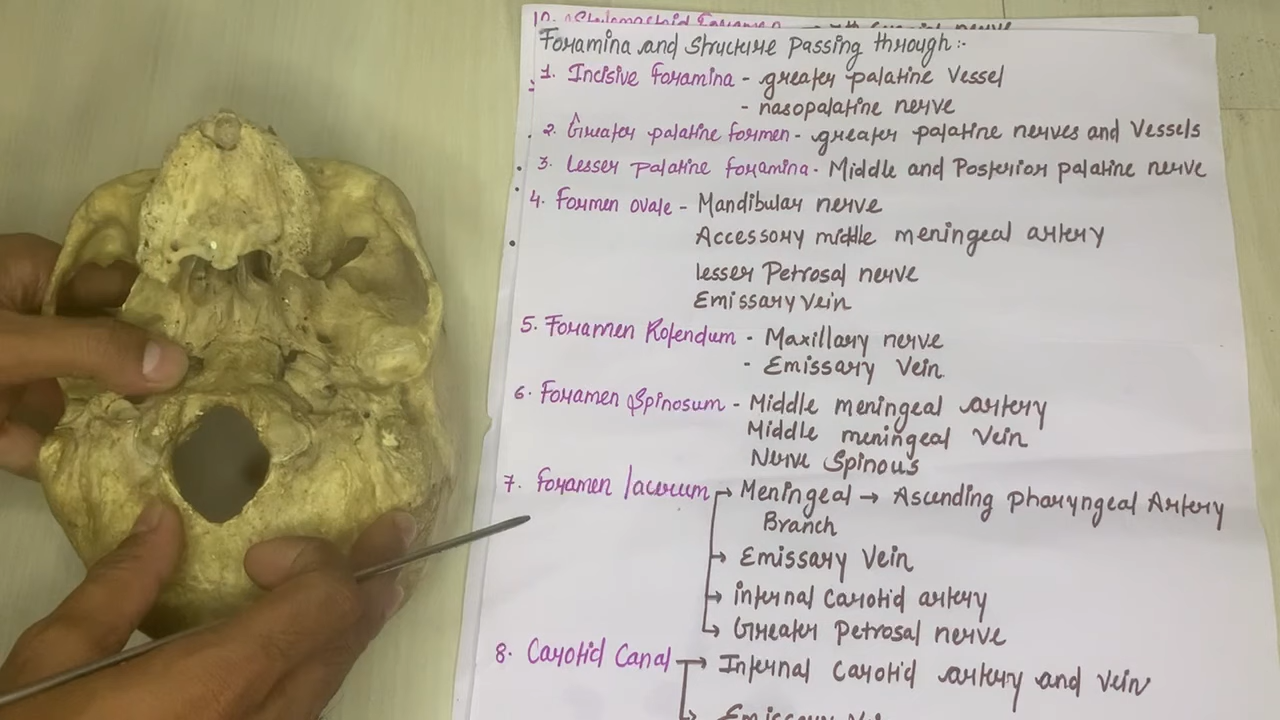 10. Stylomastoid Foramen
Foramina and structure passing through :-
1. Incisive foramina - greater palatine vessel
- nasopalatine nerve
2. Greater palatine formen - greater palatine nerves and vessels
3. lesser palatine foramina - Middle and Posterior palatine nerve
4. Formen ovale - Mandibular nerve
Accessory middle meningeal artery
lesser Petrosal nerve
Emissary vein
5. Foramen Rotendum - Maxillary nerve
- Emissary Vein
6. Foramen Spinosum - Middle meningeal artery
Middle meningeal vein
Nerve Spinous
7. Foramen lacerum → Meningeal → Ascending pharyngeal Artery
Branch
→ Emissary Vein
→ internal carotid artery
→ Greater Petrosal nerve
8. Carotid Canal → Internal carotid artery and vein